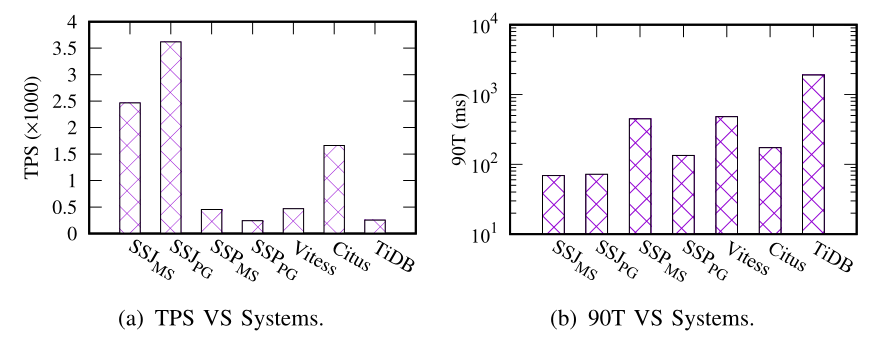 4
3.5
3
2.5
2
1.5
1
0.5
0
TPS (×1000)
SSJMS
SSJPG
SSPMS
SSPPG
Vitess
Citus
TiDB
(a) TPS VS Systems.
10^4
10^3
10^2
10^1
90T (ms)
SSJMS
SSJPG
SSPMS
SSPPG
Vitess
Citus
TiDB
(b) 90T VS Systems.